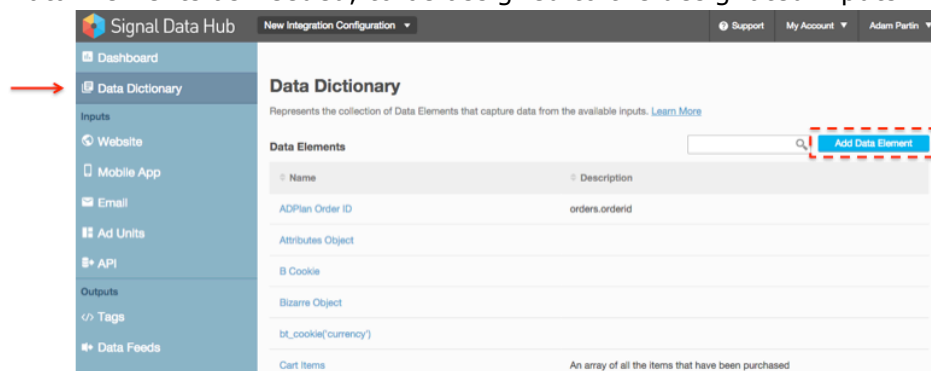 Signal Data Hub New Integration Configuration Support My Account Adam Partin
Dashboard
Data Dictionary
Data Dictionary
Inputs
Represents the collection of Data Elements that capture data from the available inputs. Learn More
Website
Data Elements Add Data Element
Mobile App
Name Description
Email
ADPlan Order ID orders.orderid
Ad Units
Attributes Object
API
B Cookie
Outputs
Bizarre Object
Tags
bt_cookie('currency')
Data Feeds
Cart Items An array of all the items that have been purchased